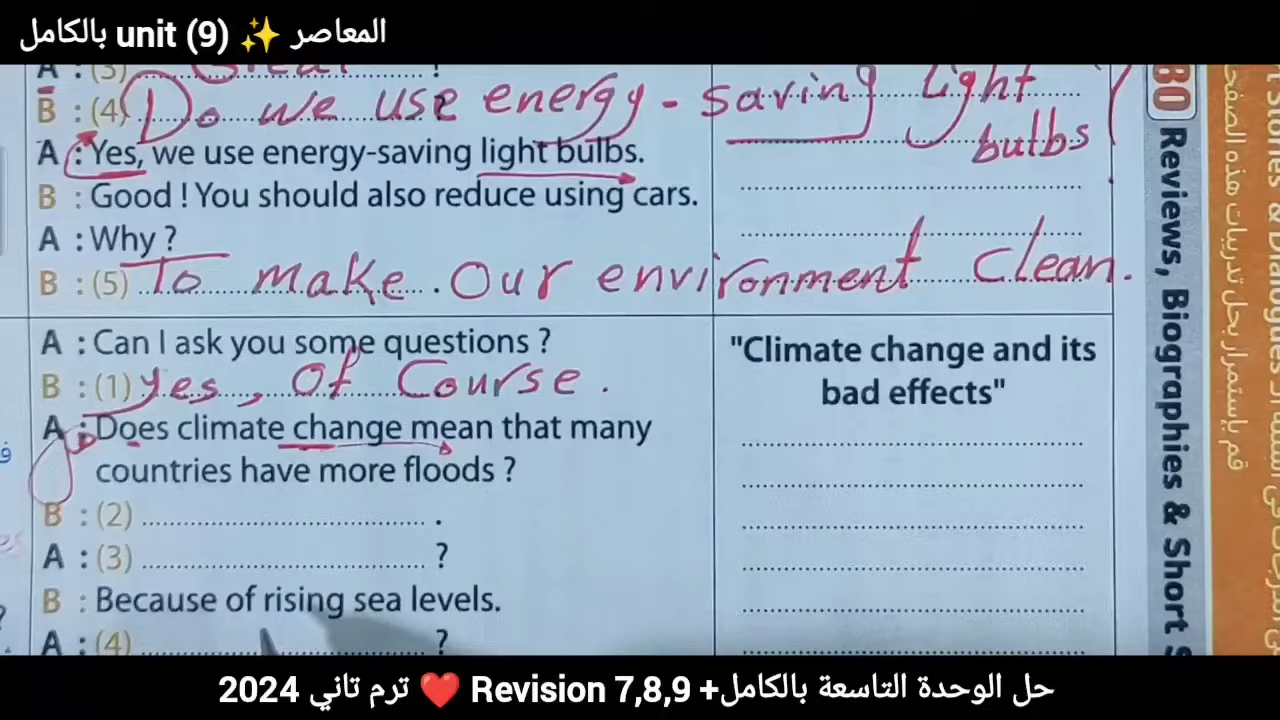 المعاصر ✨ unit (9) بالكامل
A : (3) Great !
B : (4) Do we use energy-saving light bulbs
A : Yes, we use energy-saving light bulbs.
B : Good ! You should also reduce using cars.
A : Why ?
B : (5) To make our environment clean.
A : Can I ask you some questions ?
B : (1) Yes, Of Course.
A : Does climate change mean that many
countries have more floods ?
B : (2) .
A : (3) ?
B : Because of rising sea levels.
A : (4) ?
"Climate change and its
bad effects"
80 Reviews, Biographies & Short S
قم بإستمرار بحل تدريبات هذه الصفحة
حل الوحدة التاسعة بالكامل+ Revision 7,8,9 ❤️ ترم تاني 2024